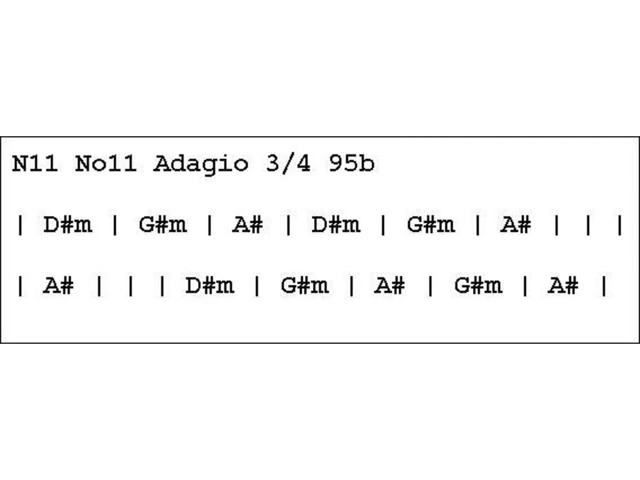 N11 No11 Adagio 3/4 95b
| D#m | G#m | A# | D#m | G#m | A# | | |
| A# | | | D#m | G#m | A# | G#m | A# |